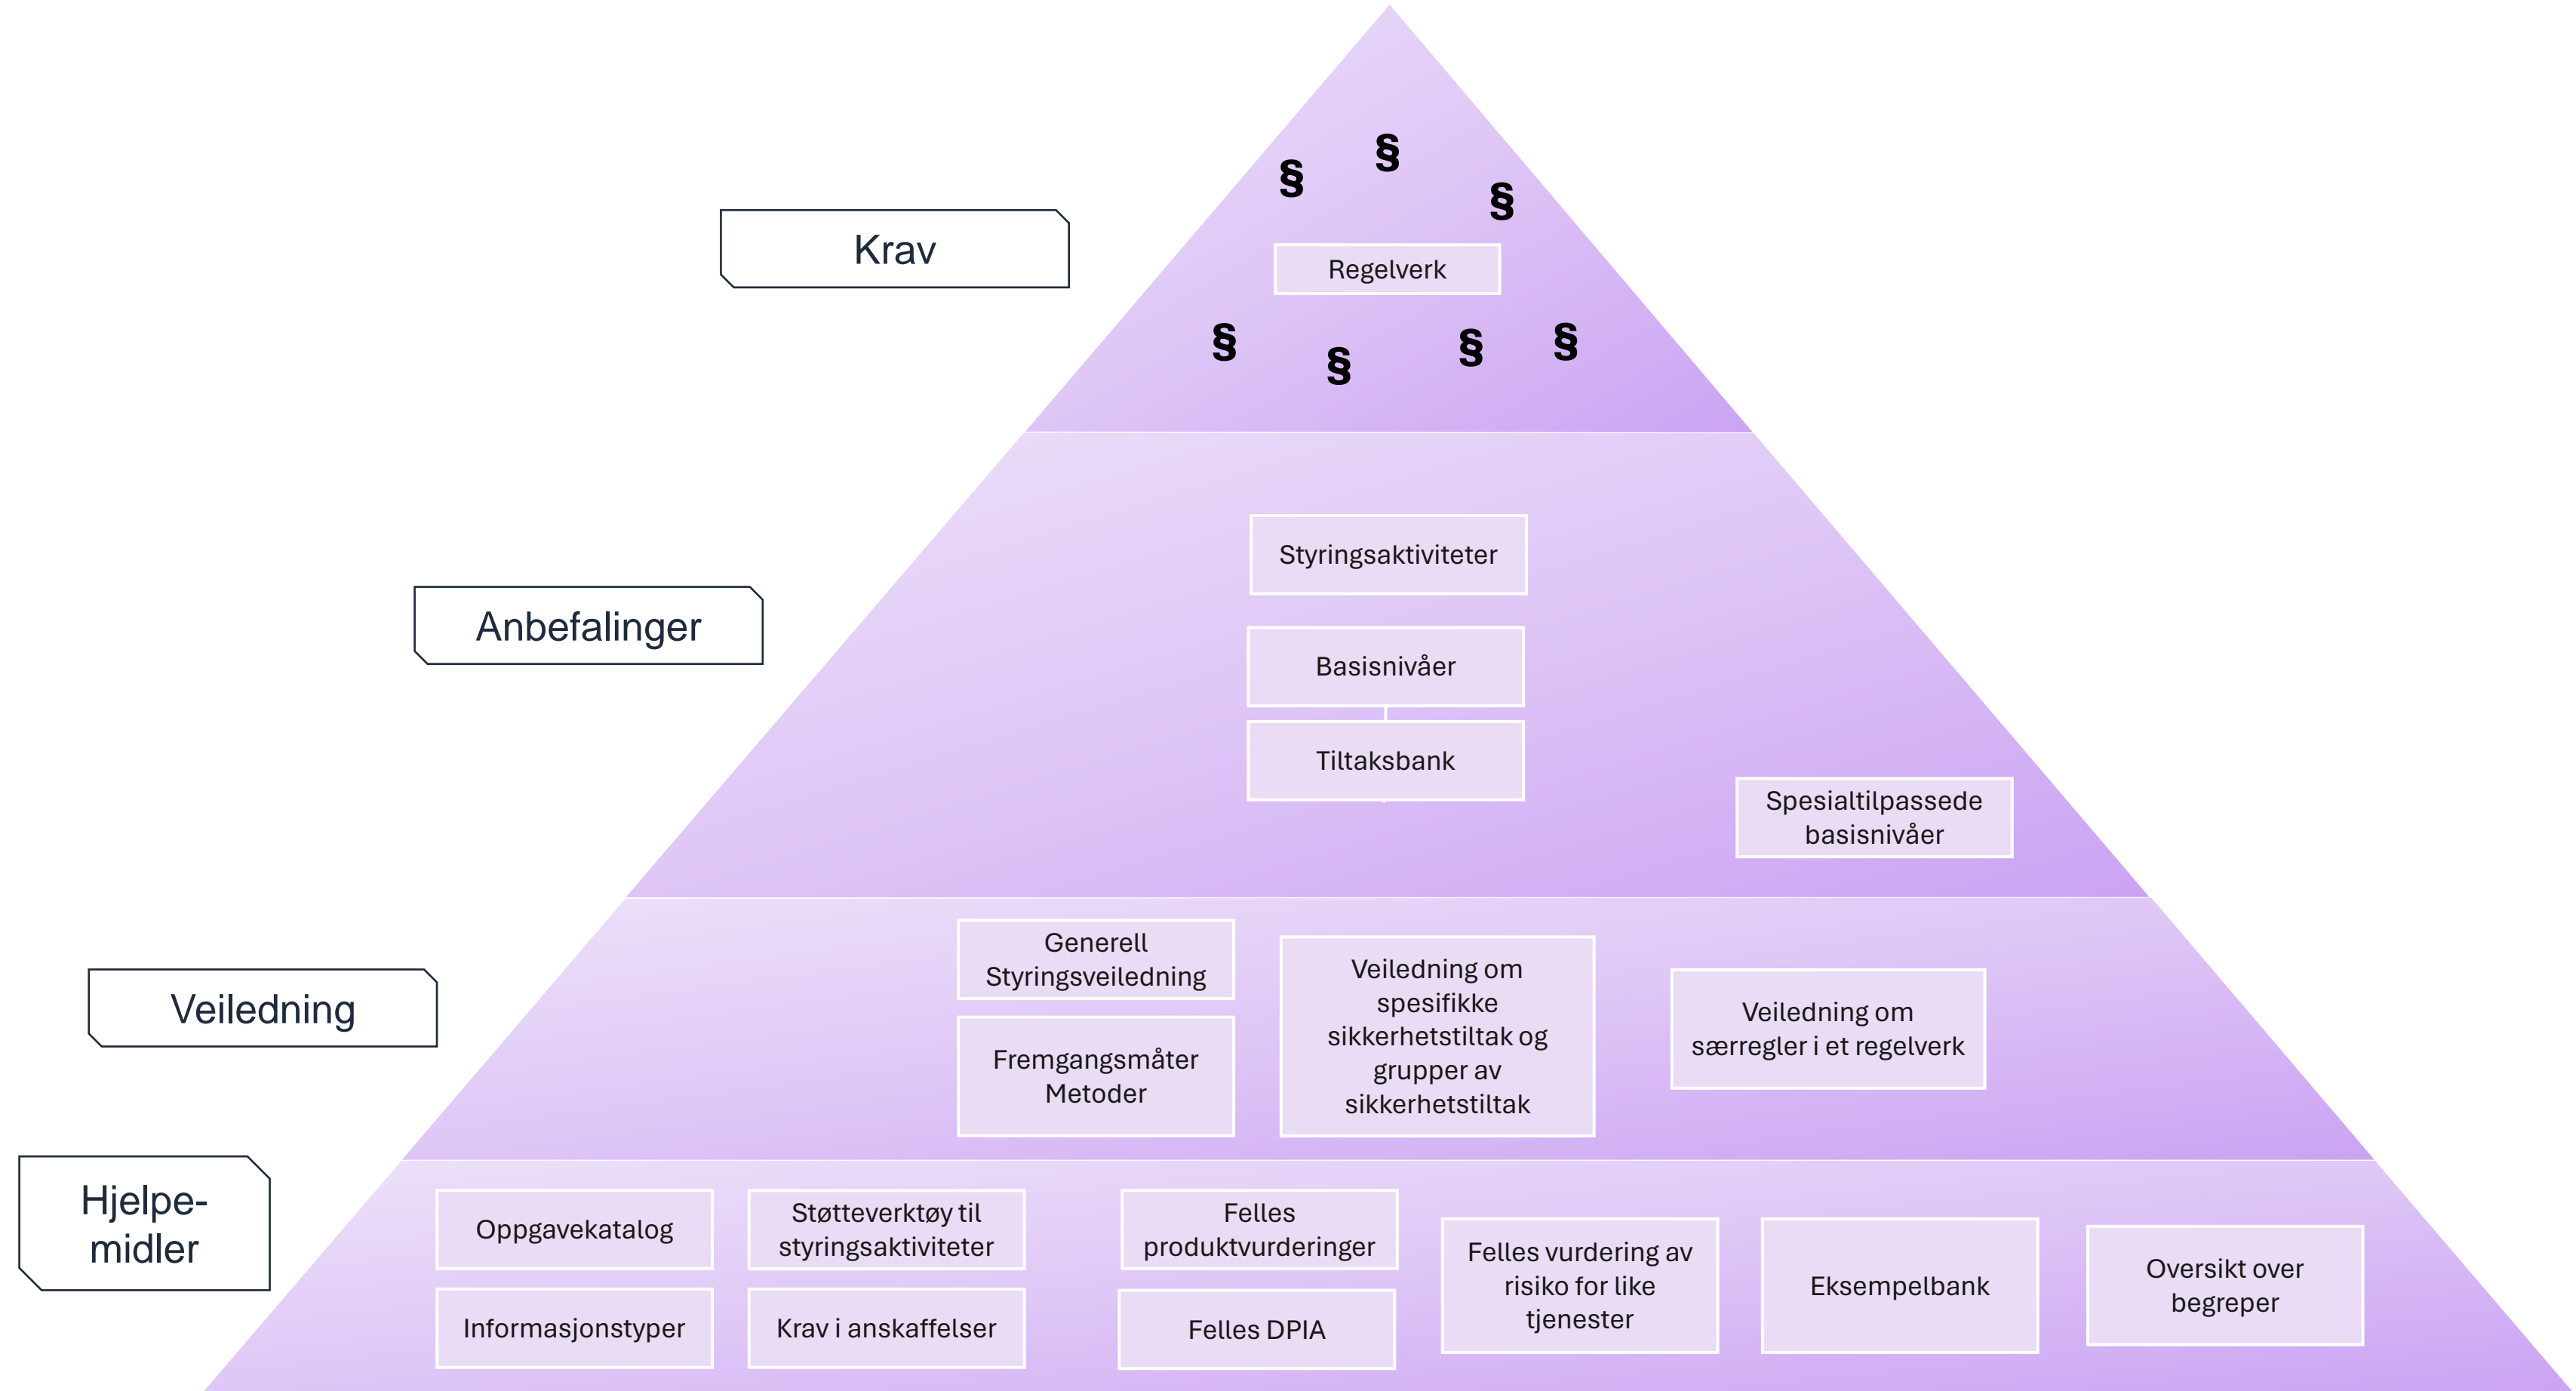 §
§
§
Krav
Regelverk
§
§
§
§
Styringsaktiviteter
Anbefalinger
Basisnivåer
Tiltaksbank
Spesialtilpassede
basisnivåer
Veiledning
Generell
Styringsveiledning
Fremgangsmåter
Metoder
Veiledning om
spesifikke
sikkerhetstiltak og
grupper av
sikkerhetstiltak
Veiledning om
særregler i et regelverk
Hjelpe-
midler
Oppgavekatalog
Informasjonstyper
Støtteverktøy til
styringsaktiviteter
Krav i anskaffelser
Felles
produktvurderinger
Felles DPIA
Felles vurdering av
risiko for like
tjenester
Eksempelbank
Oversikt over
begreper